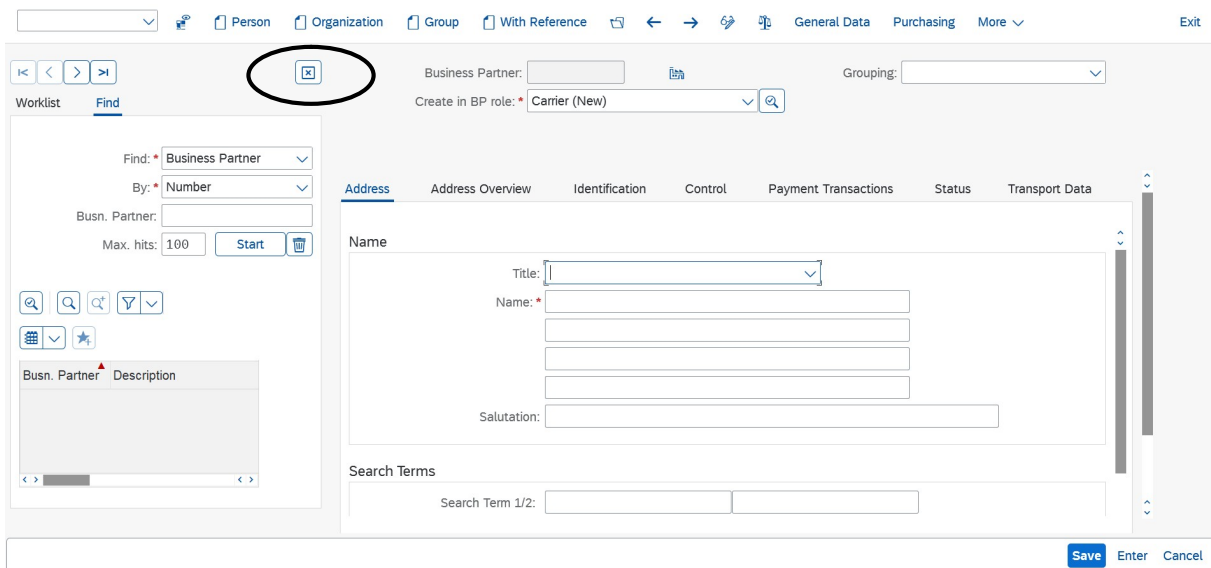 Person Organization Group With Reference General Data Purchasing More Exit
Business Partner: Grouping:
Worklist Find
Create in BP role: * Carrier (New)
Find: * Business Partner
By: * Number
Busn. Partner:
Max. hits: 100 Start
Busn. Partner Description
Address Address Overview Identification Control Payment Transactions Status Transport Data
Name
Title:
Name: *
Salutation:
Search Terms
Search Term 1/2:
Save Enter Cancel